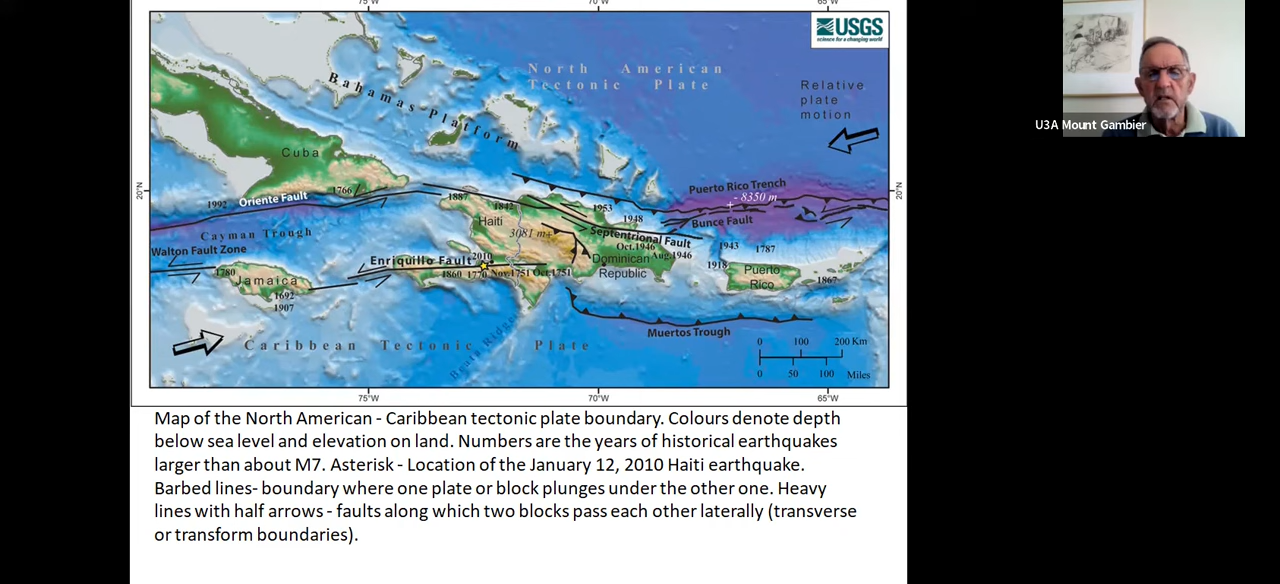 75°W
70°W
65°W
USGS
science for a changing world
North American
Tectonic Plate
Relative
plate
motion
Bahamas Platform
Cuba
20°N
20°N
1766
1992
Oriente Fault
Cayman Trough
Walton Fault Zone
1780
Jamaica
1692
1907
1887
1842
Haiti
3081 m+
Enriquillo Fault
2010
1860 1770 Nov.1751 Oct.1751
1953
1948
Septentrional Fault
Oct.1946
Aug.1946
Dominican
Republic
Puerto Rico Trench
+ - 8350 m
Bunce Fault
1943
1787
1918
Puerto
Rico
1867
Muertos Trough
Caribbean Tectonic Plate
Beata Ridge
0 100 200 Km
0 50 100 Miles
75°W
70°W
65°W
Map of the North American - Caribbean tectonic plate boundary. Colours denote depth
below sea level and elevation on land. Numbers are the years of historical earthquakes
larger than about M7. Asterisk - Location of the January 12, 2010 Haiti earthquake.
Barbed lines- boundary where one plate or block plunges under the other one. Heavy
lines with half arrows - faults along which two blocks pass each other laterally (transverse
or transform boundaries).
U3A Mount Gambier